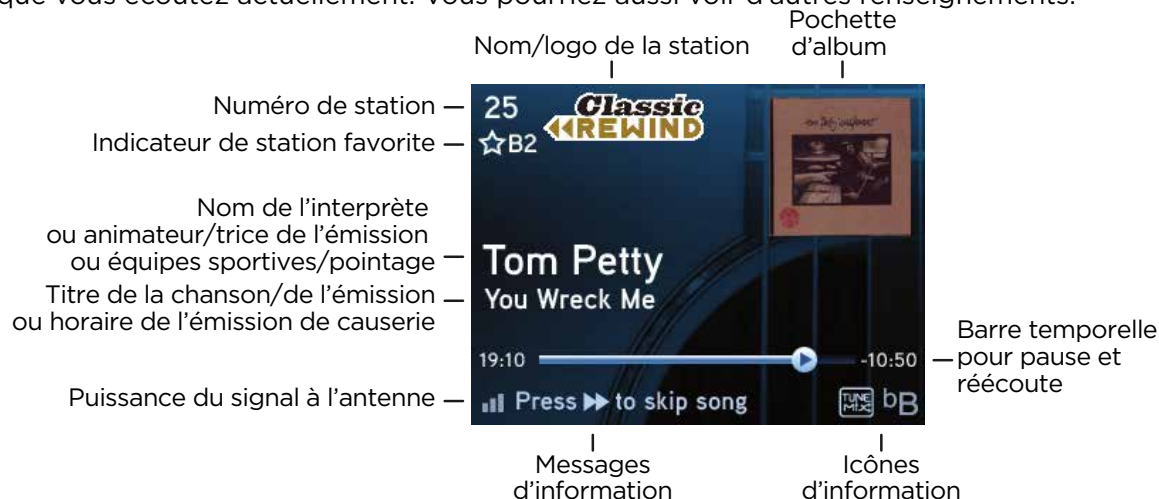 que vous écoutez actuellement. Vous pourriez aussi voir d'autres renseignements.
Nom/logo de la station
Pochette
d'album
Numéro de station
Indicateur de station favorite
Nom de l'interprète
ou animateur/trice de l'émission
ou équipes sportives/pointage
Titre de la chanson/de l'émission
ou horaire de l'émission de causerie
Puissance du signal à l'antenne
25
Classic
REWIND
B2
Tom Petty
You Wreck Me
19:10
-10:50
Press to skip song
TUNE
MIX
bB
Barre temporelle
pour pause et
réécoute
Messages
d'information
Icônes
d'information